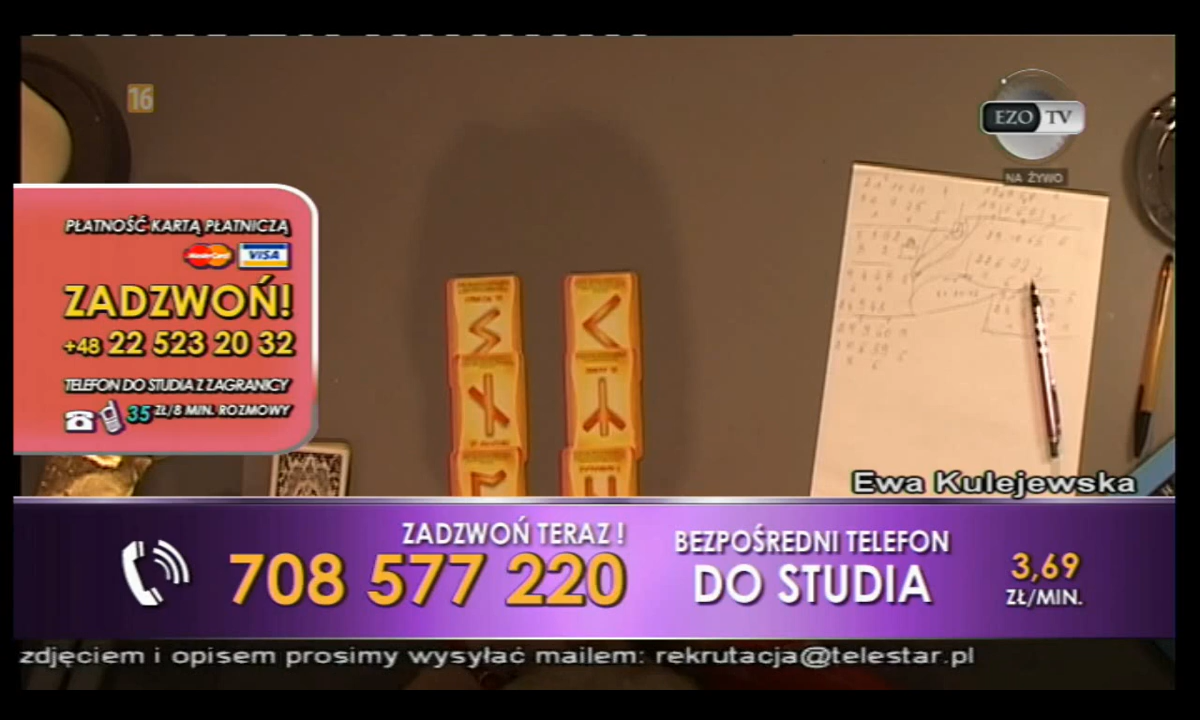 16
EZO TV
NA ŻYWO
PŁATNOŚĆ KARTĄ PŁATNICZĄ
MasterCard VISA
ZADZWOŃ!
+48 22 523 20 32
TELEFON DO STUDIA Z ZAGRANICY
35 ZŁ/8 MIN. ROZMOWY
Ewa Kulejewska
ZADZWOŃ TERAZ !
708 577 220
BEZPOŚREDNI TELEFON
DO STUDIA
3,69
ZŁ/MIN.
zdjęciem i opisem prosimy wysyłać mailem: rekrutacja@telestar.pl